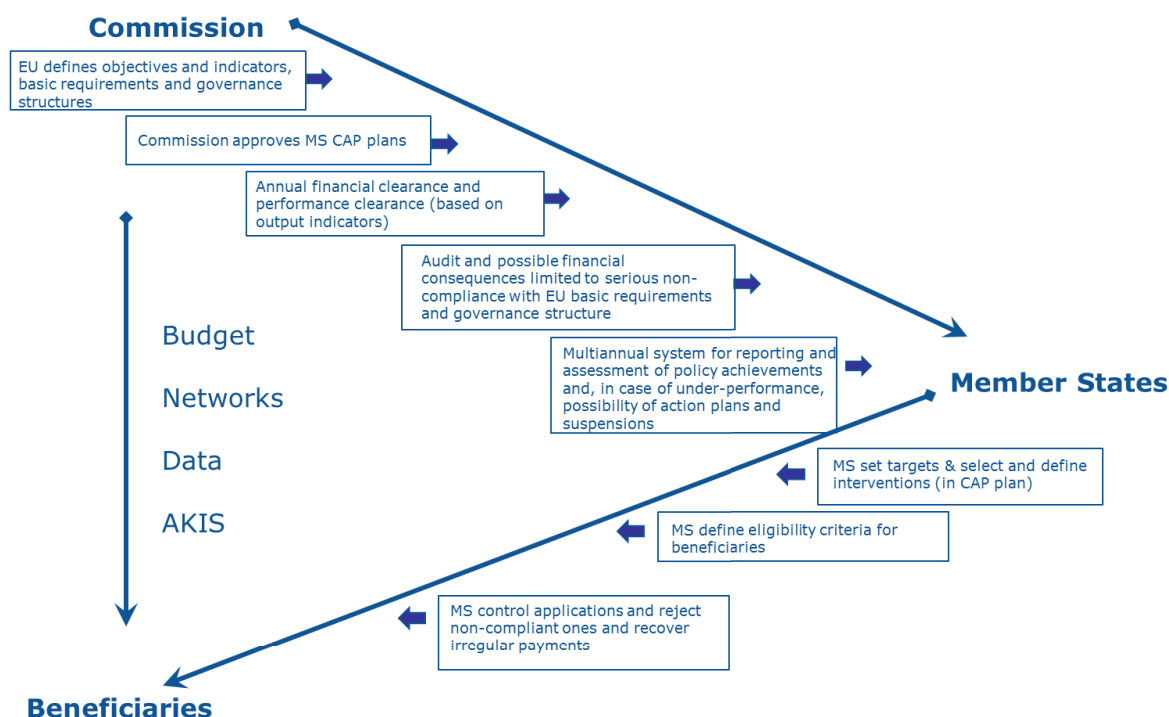 Commission
EU defines objectives and indicators,
basic requirements and governance
structures
Commission approves MS CAP plans
Annual financial clearance and
performance clearance (based on
output indicators)
Audit and possible financial
consequences limited to serious non-
compliance with EU basic requirements
and governance structure
Multiannual system for reporting and
assessment of policy achievements
and, in case of under-performance,
possibility of action plans and
suspensions
Member States
Budget
Networks
Data
AKIS
MS set targets & select and define
interventions (in CAP plan)
MS define eligibility criteria for
beneficiaries
MS control applications and reject
non-compliant ones and recover
irregular payments
Beneficiaries